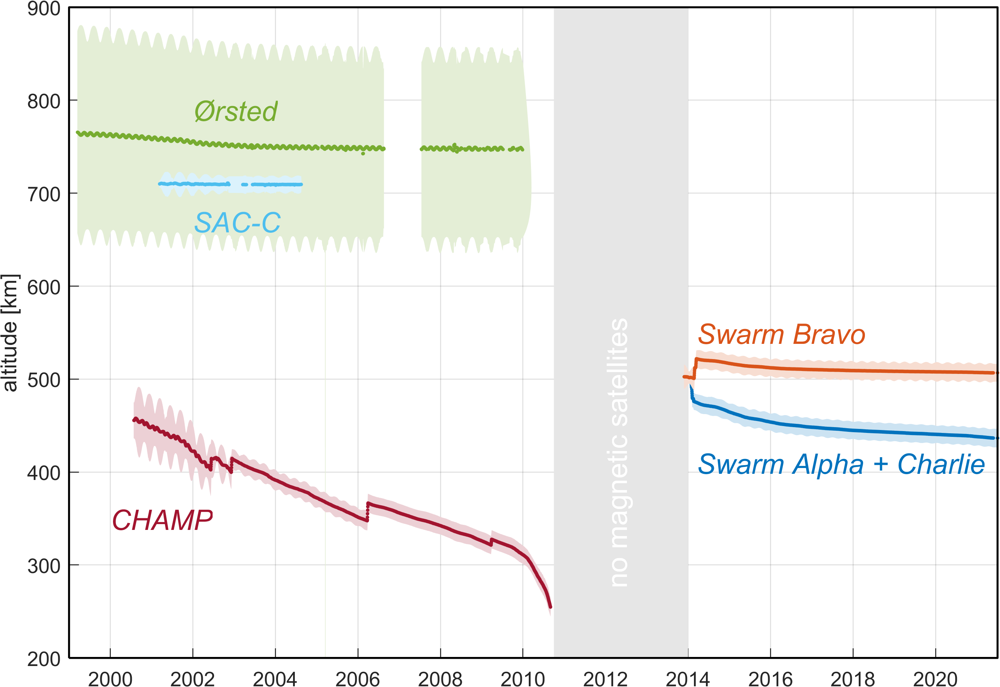 900
800
700
600
500
400
300
200
altitude [km]
Ørsted
SAC-C
CHAMP
no magnetic satellites
Swarm Bravo
Swarm Alpha + Charlie
2000 2002 2004 2006 2008 2010 2012 2014 2016 2018 2020